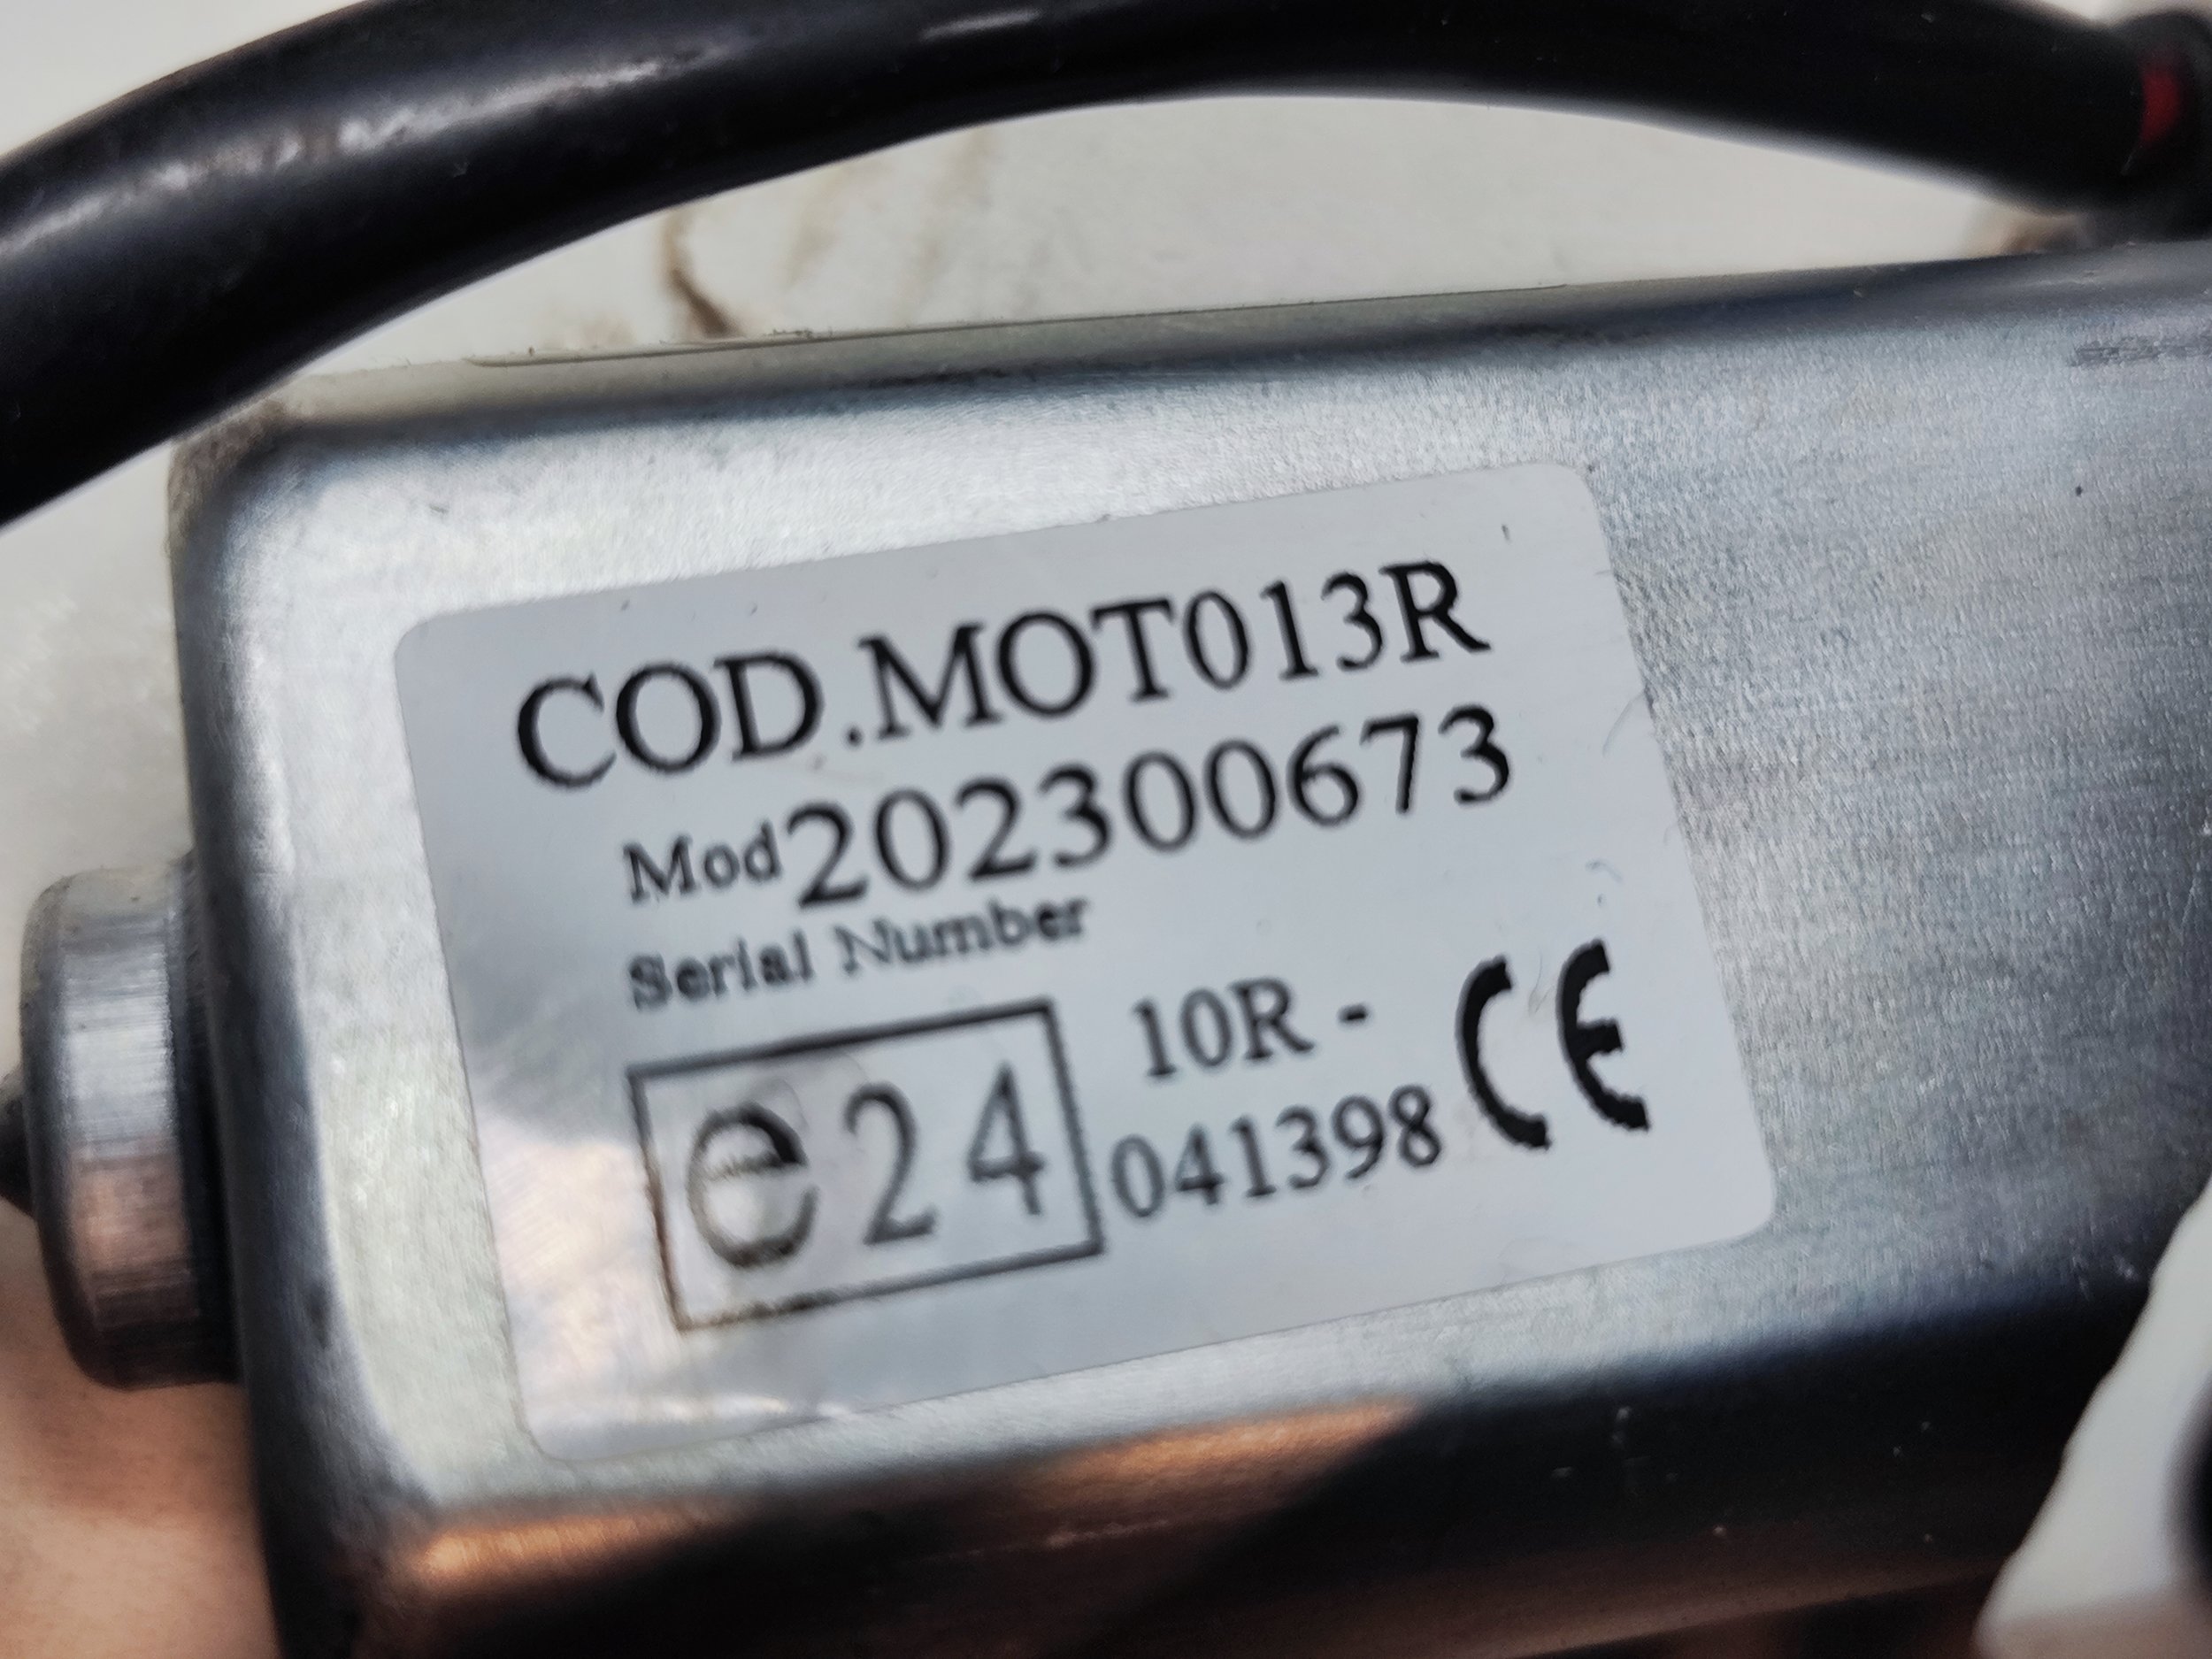 COD.MOT013R
Mod 202300673
Serial Number
e24 10R -
041398 CE